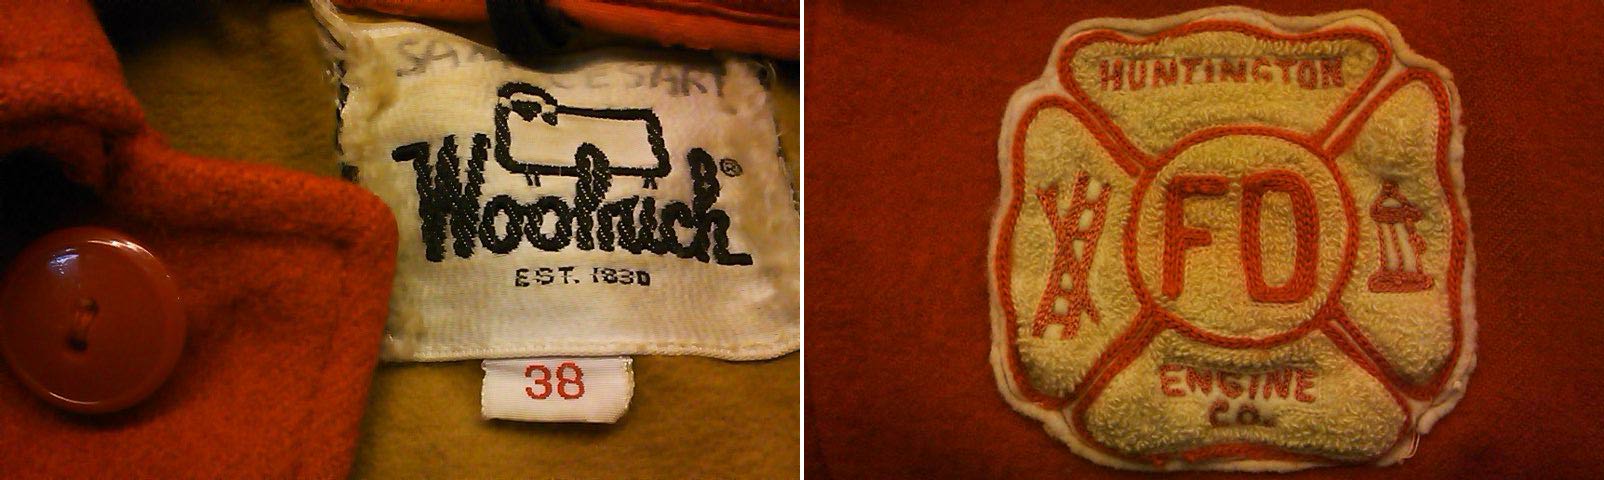 Woolrich®
EST. 1830
38
HUNTINGTON
FD
ENGINE
CO.